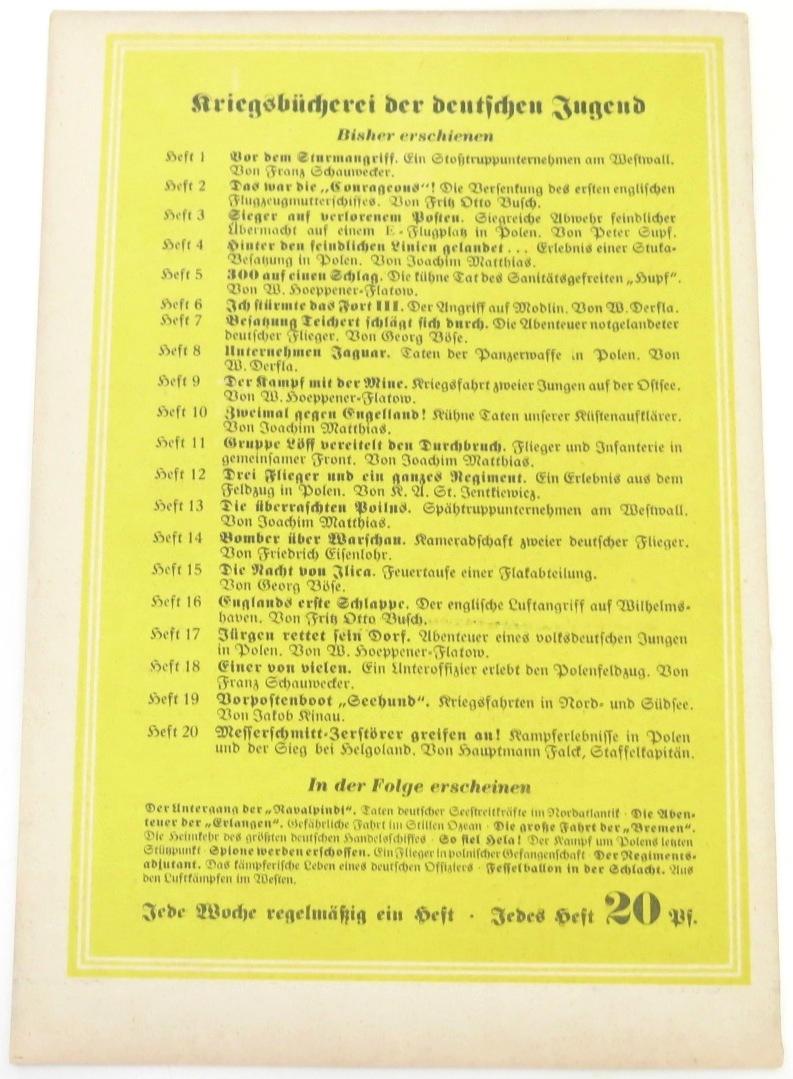 Kriegsbücherei der deutschen Jugend
Bisher erschienen
Heft 1 Vor dem Sturmangriff. Ein Stoßtruppunternehmen am Westwall.
Von Franz Schauwecker.
Heft 2 Das war die „Courageous“! Die Versenkung des ersten englischen
Flugzeugmutterschiffes. Von Fritz Otto Busch.
Heft 3 Sieger auf verlorenem Posten. Siegreiche Abwehr feindlicher
Übermacht auf einem E-Flugplatz in Polen. Von Peter Supf.
Heft 4 Hinter den feindlichen Linien gelandet... Erlebnis einer Stuka-
Besatzung in Polen. Von Joachim Matthias.
Heft 5 300 auf einen Schlag. Die kühne Tat des Sanitätsgefreiten „Hupf“.
Von W. Hoeppener-Flatow.
Heft 6 Ich stürmte das Fort III. Der Angriff auf Modlin. Von W. Derfla.
Heft 7 Besatzung Teichert schlägt sich durch. Die Abenteuer notgelandeter
deutscher Flieger. Von Georg Böse.
Heft 8 Unternehmen Jaguar. Taten der Panzerwaffe in Polen. Von
W. Derfla.
Heft 9 Der Kampf mit der Mine. Kriegsfahrt zweier Jungen auf der Ostsee.
Von W. Hoeppener-Flatow.
Heft 10 Zweimal gegen Engelland! Kühne Taten unserer Küstenaufklärer.
Von Joachim Matthias.
Heft 11 Gruppe Löff vereitelt den Durchbruch. Flieger und Infanterie in
gemeinsamer Front. Von Joachim Matthias.
Heft 12 Drei Flieger und ein ganzes Regiment. Ein Erlebnis aus dem
Feldzug in Polen. Von K. A. St. Jentkiewicz.
Heft 13 Die überraschten Poilus. Spähtruppunternehmen am Westwall.
Von Joachim Matthias.
Heft 14 Bomber über Warschau. Kameradschaft zweier deutscher Flieger.
Von Friedrich Eisenlohr.
Heft 15 Die Nacht von Ilica. Feuertaufe einer Flakabteilung.
Von Georg Böse.
Heft 16 Englands erste Schlappe. Der englische Luftangriff auf Wilhelms-
haven. Von Fritz Otto Busch.
Heft 17 Jürgen rettet sein Dorf. Abenteuer eines volksdeutschen Jungen
in Polen. Von W. Hoeppener-Flatow.
Heft 18 Einer von vielen. Ein Unteroffizier erlebt den Polenfeldzug. Von
Franz Schauwecker.
Heft 19 Vorpostenboot „Seehund“. Kriegsfahrten in Nord- und Südsee.
Von Jakob Kinau.
Heft 20 Messerschmitt-Zerstörer greifen an! Kampferlebnisse in Polen
und der Sieg bei Helgoland. Von Hauptmann Falck, Staffelkapitän.
In der Folge erscheinen
Der Untergang der „Ravalpindi“. Taten deutscher Seestreitkräfte im Nordatlantik · Die Aben-
teuer der „Erlangen“. Gefährliche Fahrt im Stillen Ozean · Die große Fahrt der „Bremen“.
Die Heimkehr des größten deutschen Handelsschiffes · So fiel Hela! Der Kampf um Polens letzten
Stützpunkt · Spione werden erschossen. Ein Flieger in polnischer Gefangenschaft · Der Regiments-
adjutant. Das kämpferische Leben eines deutschen Offiziers · Fesselballon in der Schlacht. Aus
den Luftkämpfen im Westen.
Jede Woche regelmäßig ein Heft · Jedes Heft 20 Pf.